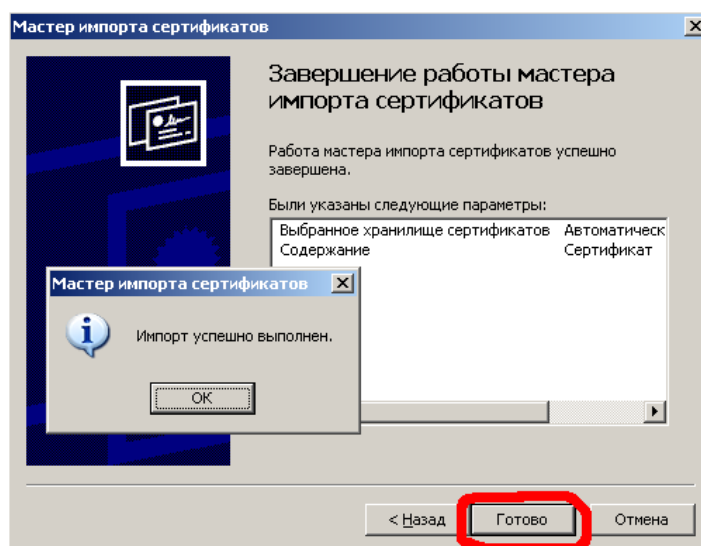 Мастер импорта сертификатов
Завершение работы мастера
импорта сертификатов
Работа мастера импорта сертификатов успешно
завершена.
Были указаны следующие параметры:
Выбранное хранилище сертификатов Автоматическ
Содержание Сертификат
Мастер импорта сертификатов
Импорт успешно выполнен.
OK
< Назад Готово Отмена